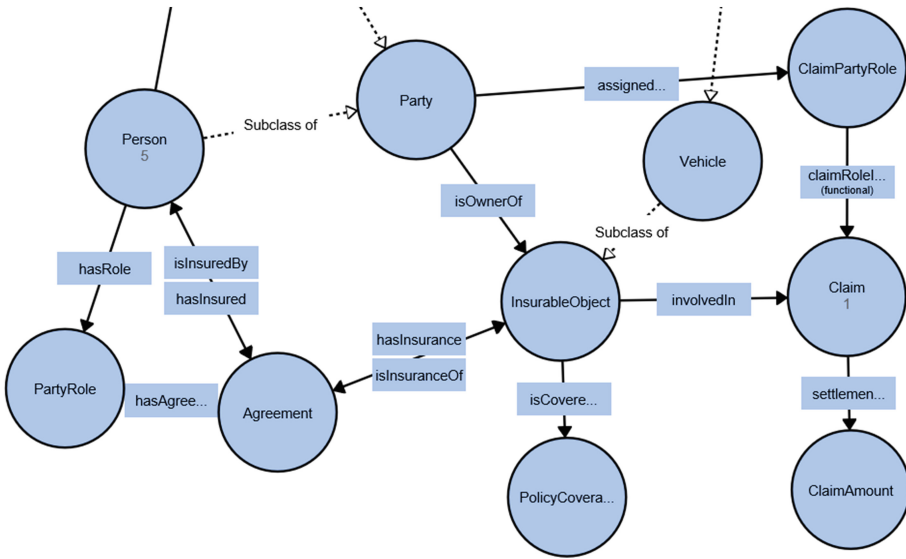 ClaimPartyRole
assigned...
Party
Subclass of
Person
5
Vehicle
claimRoleI...
(functional)
isOwnerOf
Subclass of
hasRole
isInsuredBy
hasInsured
InsurableObject
involvedIn
Claim
1
hasInsurance
isInsuranceOf
PartyRole
hasAgree...
Agreement
isCovere...
settlemen...
PolicyCovera...
ClaimAmount